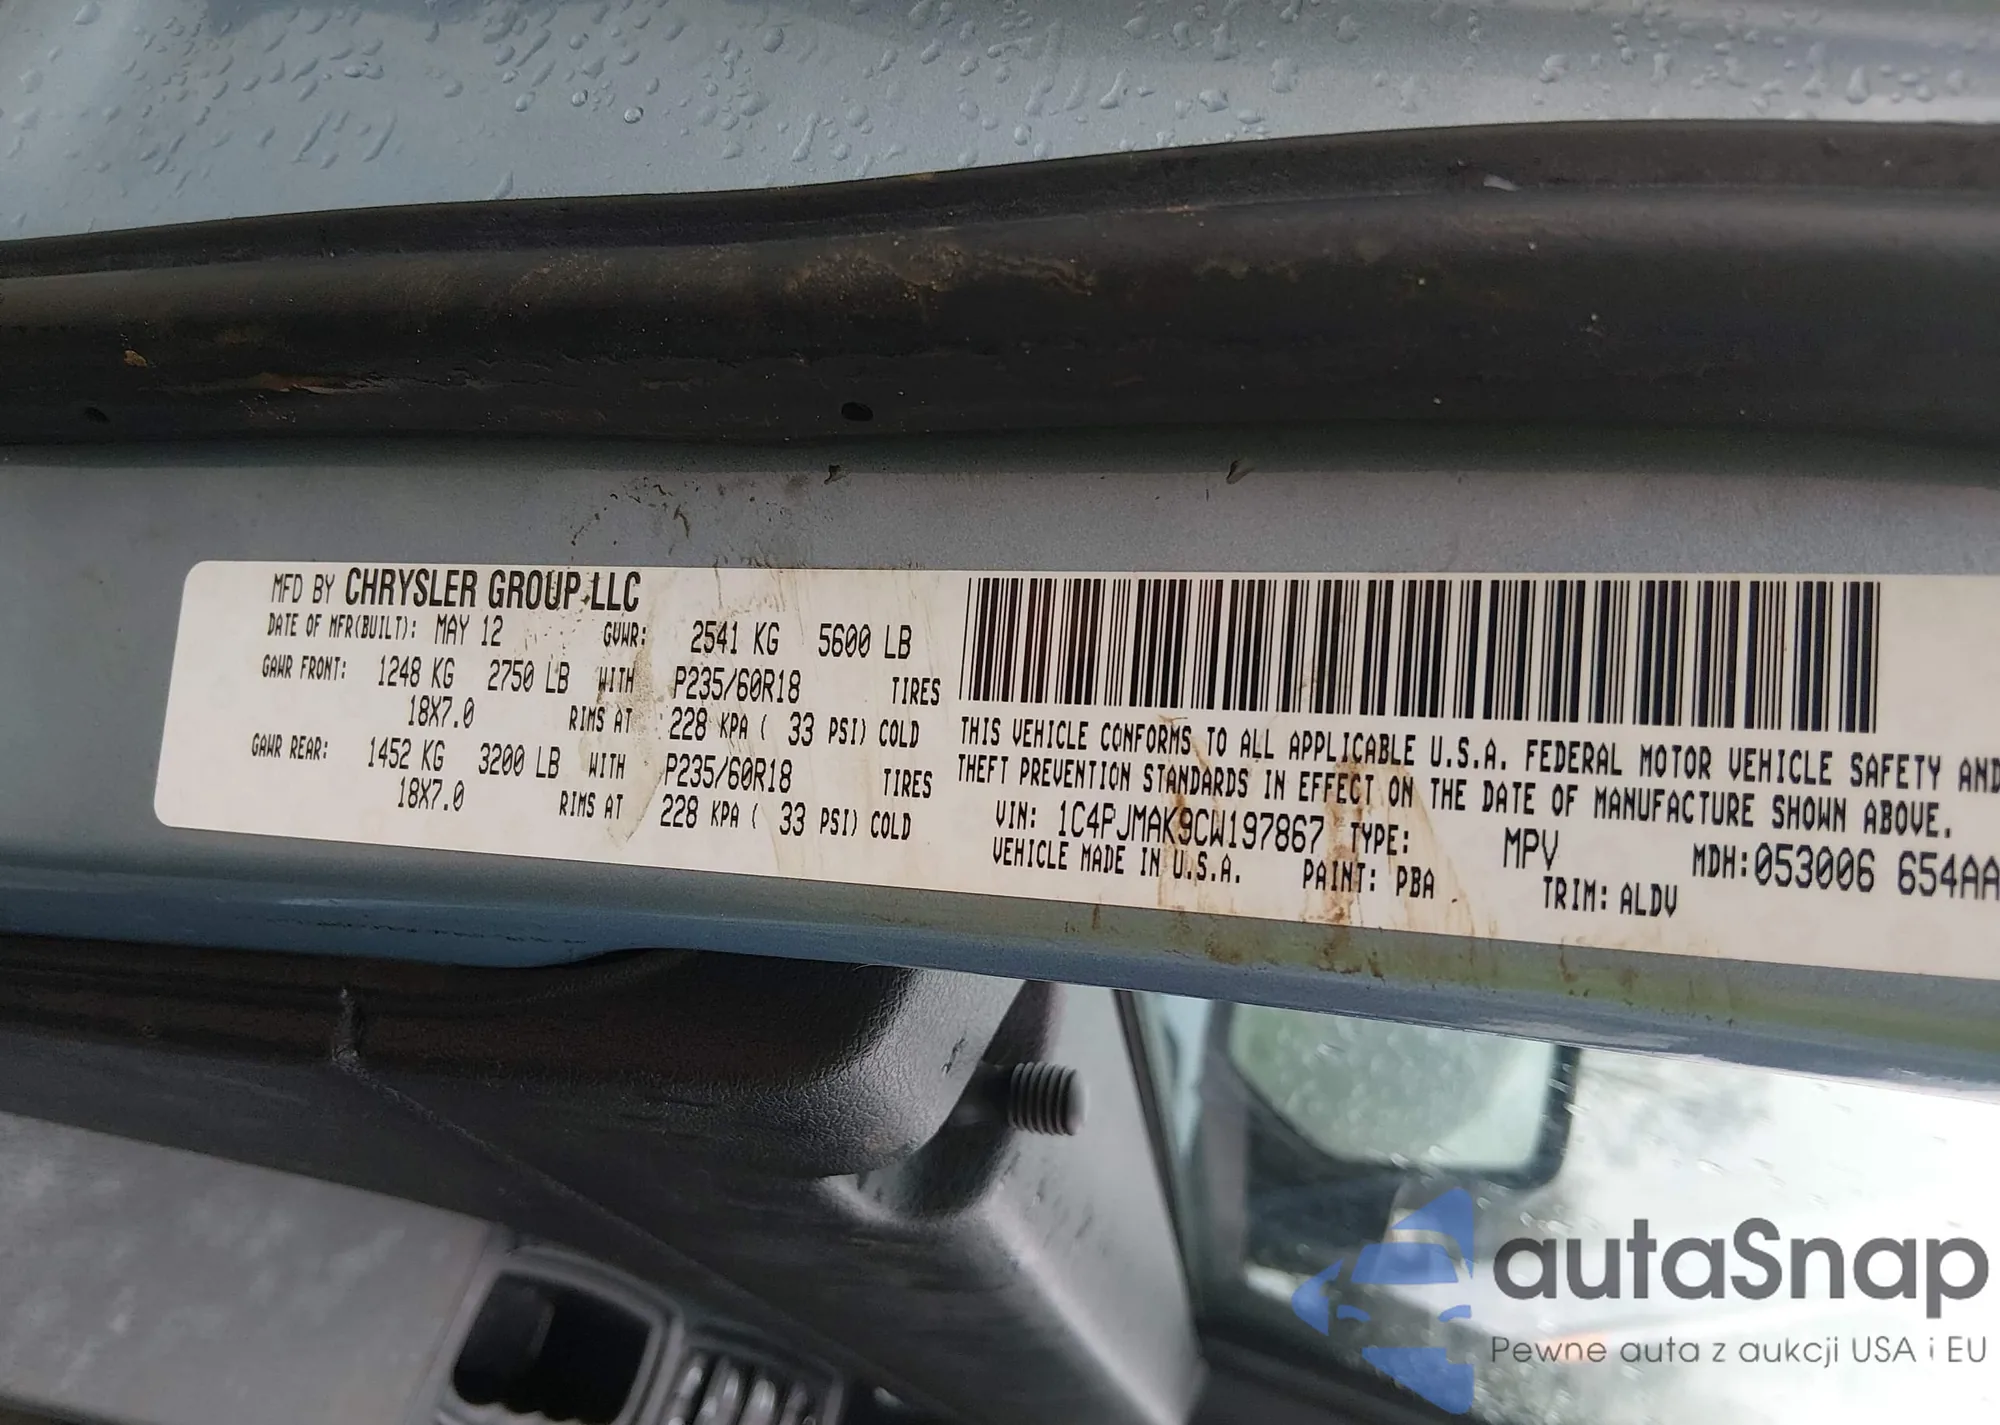 MFD BY CHRYSLER GROUP LLC
DATE OF MFR(BUILT): MAY 12 GVWR: 2541 KG 5600 LB
GAWR FRONT: 1248 KG 2750 LB WITH P235/60R18 TIRES
18X7.0 RIMS AT 228 KPA ( 33 PSI) COLD
GAWR REAR: 1452 KG 3200 LB WITH P235/60R18 TIRES
18X7.0 RIMS AT 228 KPA ( 33 PSI) COLD
THIS VEHICLE CONFORMS TO ALL APPLICABLE U.S.A. FEDERAL MOTOR VEHICLE SAFETY AND
THEFT PREVENTION STANDARDS IN EFFECT ON THE DATE OF MANUFACTURE SHOWN ABOVE.
VIN: 1C4PJMAK9CW197867 TYPE: MPV MDH:053006 654AA
VEHICLE MADE IN U.S.A. PAINT: PBA TRIM: ALDV
autaSnap
Pewne auta z aukcji USA i EU